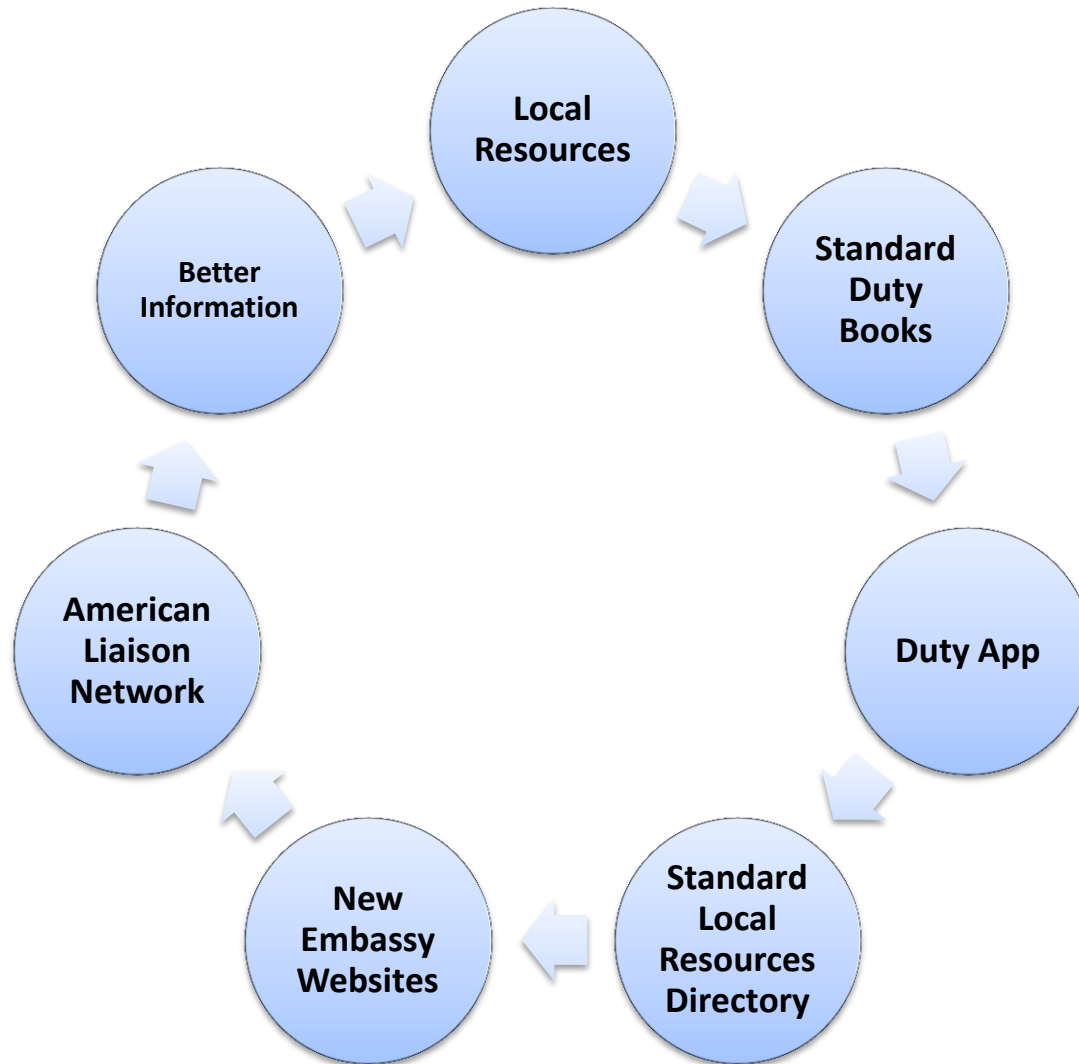 Local
Resources
Standard
Duty
Books
Duty App
Standard
Local
Resources
Directory
New
Embassy
Websites
American
Liaison
Network
Better
Information